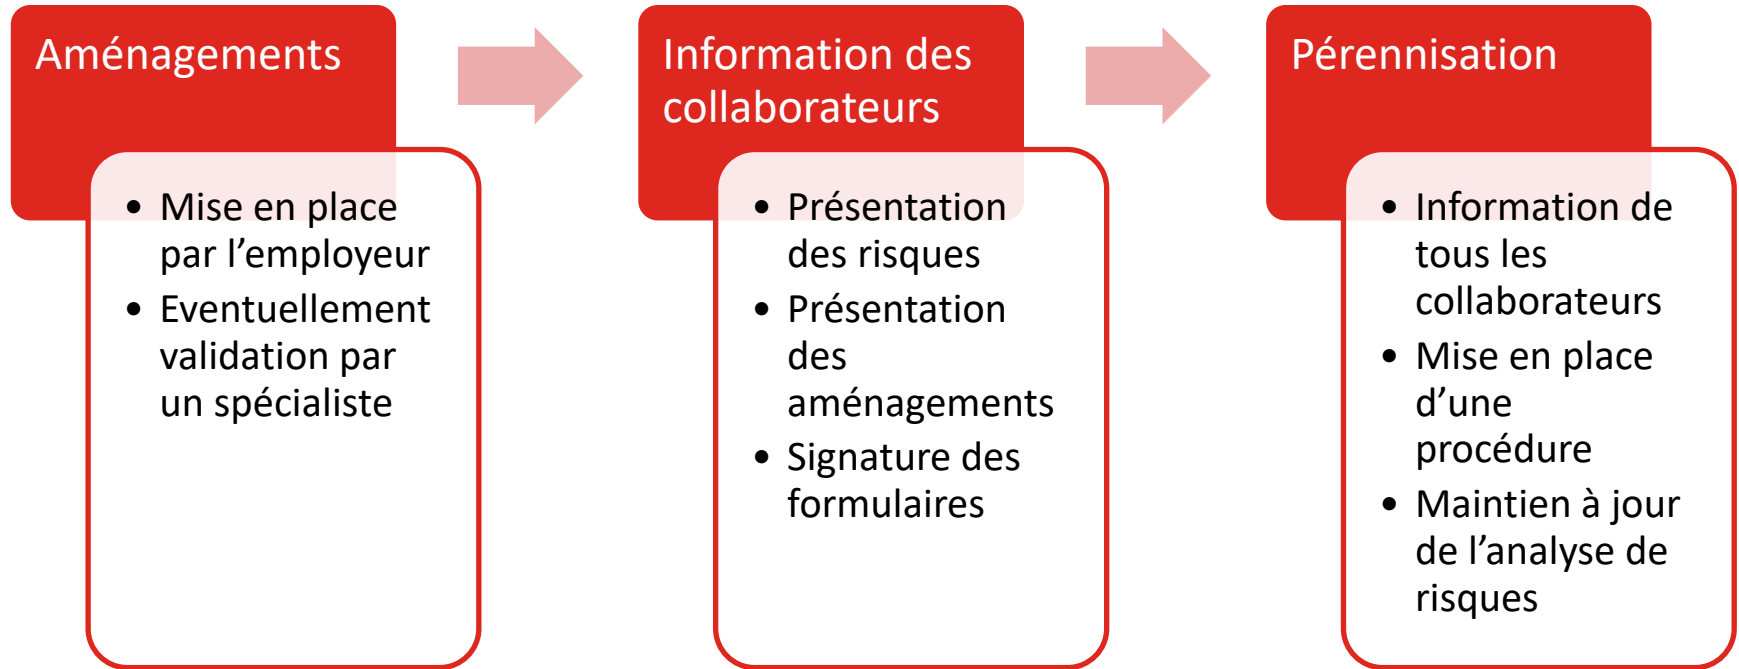 Aménagements
• Mise en place
par l’employeur
• Eventuellement
validation par
un spécialiste
Information des
collaborateurs
• Présentation
des risques
• Présentation
des
aménagements
• Signature des
formulaires
Pérennisation
• Information de
tous les
collaborateurs
• Mise en place
d’une
procédure
• Maintien à jour
de l’analyse de
risques